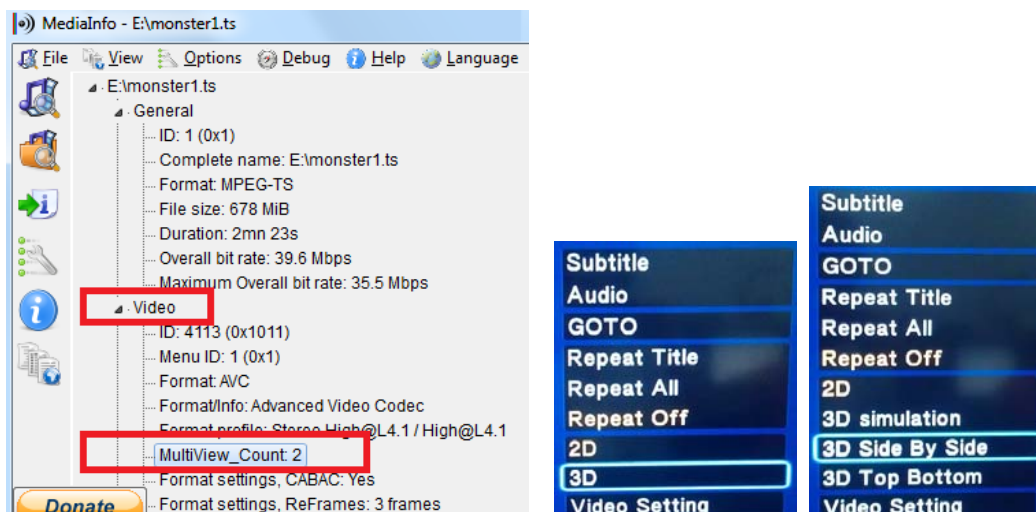 MediaInfo - E:\monster1.ts
File View Options Debug Help Language
E:\monster1.ts
General
ID: 1 (0x1)
Complete name: E:\monster1.ts
Format: MPEG-TS
File size: 678 MiB
Duration: 2mn 23s
Overall bit rate: 39.6 Mbps
Maximum Overall bit rate: 35.5 Mbps
Video
ID: 4113 (0x1011)
Menu ID: 1 (0x1)
Format: AVC
Format/Info: Advanced Video Codec
Format profile: Stereo High@L4.1 / High@L4.1
MultiView_Count: 2
Format settings, CABAC: Yes
Format settings, ReFrames: 3 frames
Donate
Subtitle
Audio
GOTO
Repeat Title
Repeat All
Repeat Off
2D
3D
Video Setting
Subtitle
Audio
GOTO
Repeat Title
Repeat All
Repeat Off
2D
3D simulation
3D Side By Side
3D Top Bottom
Video Setting